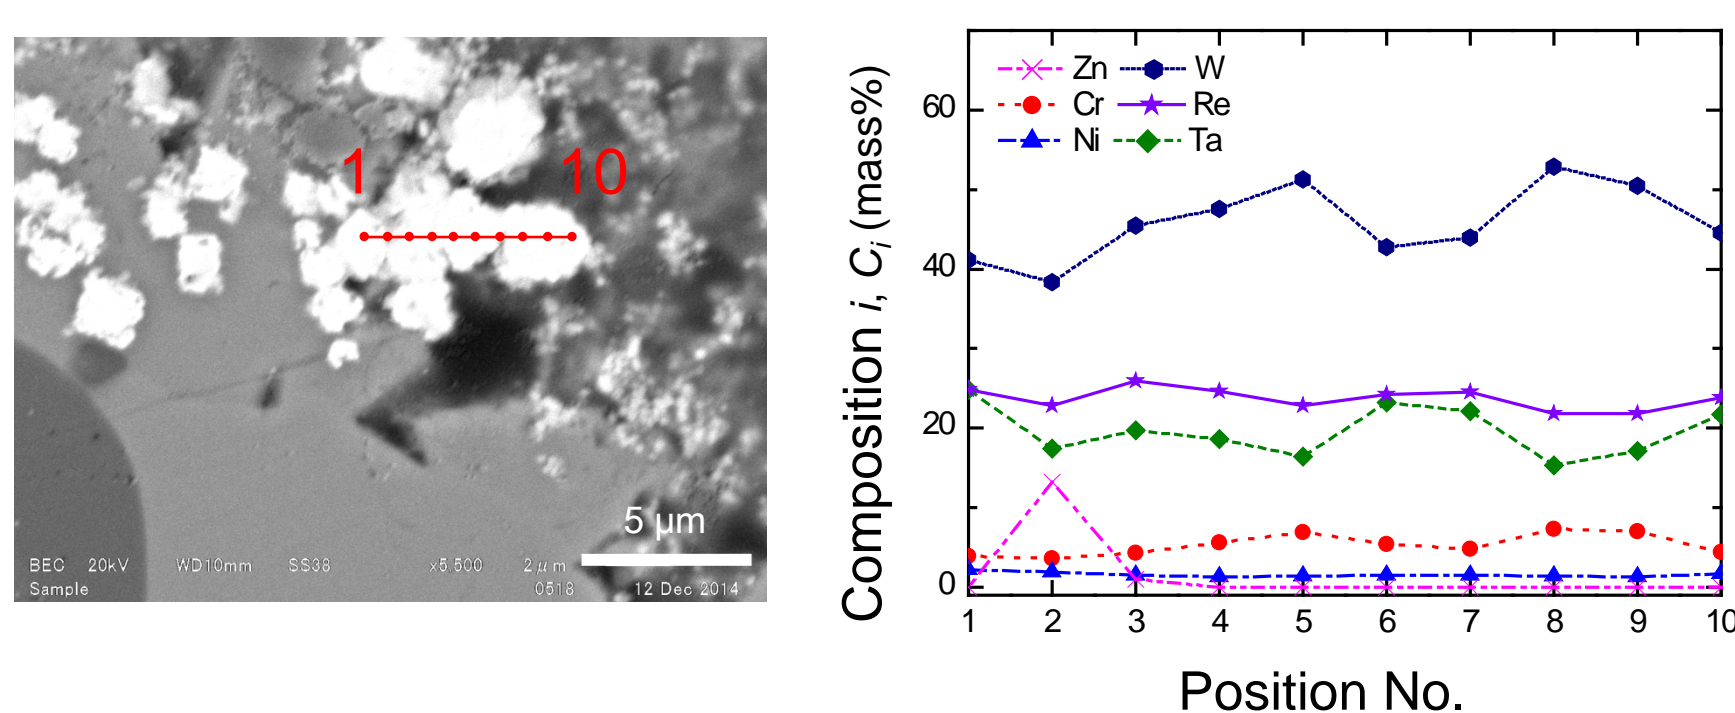 1 10
5 µm
BEC 20kV WD10mm SS38 x5,500 2µm
Sample 0518 12 Dec 2014
Composition i, Ci (mass%)
60
40
20
0
Zn W
Cr Re
Ni Ta
1 2 3 4 5 6 7 8 9 10
Position No.